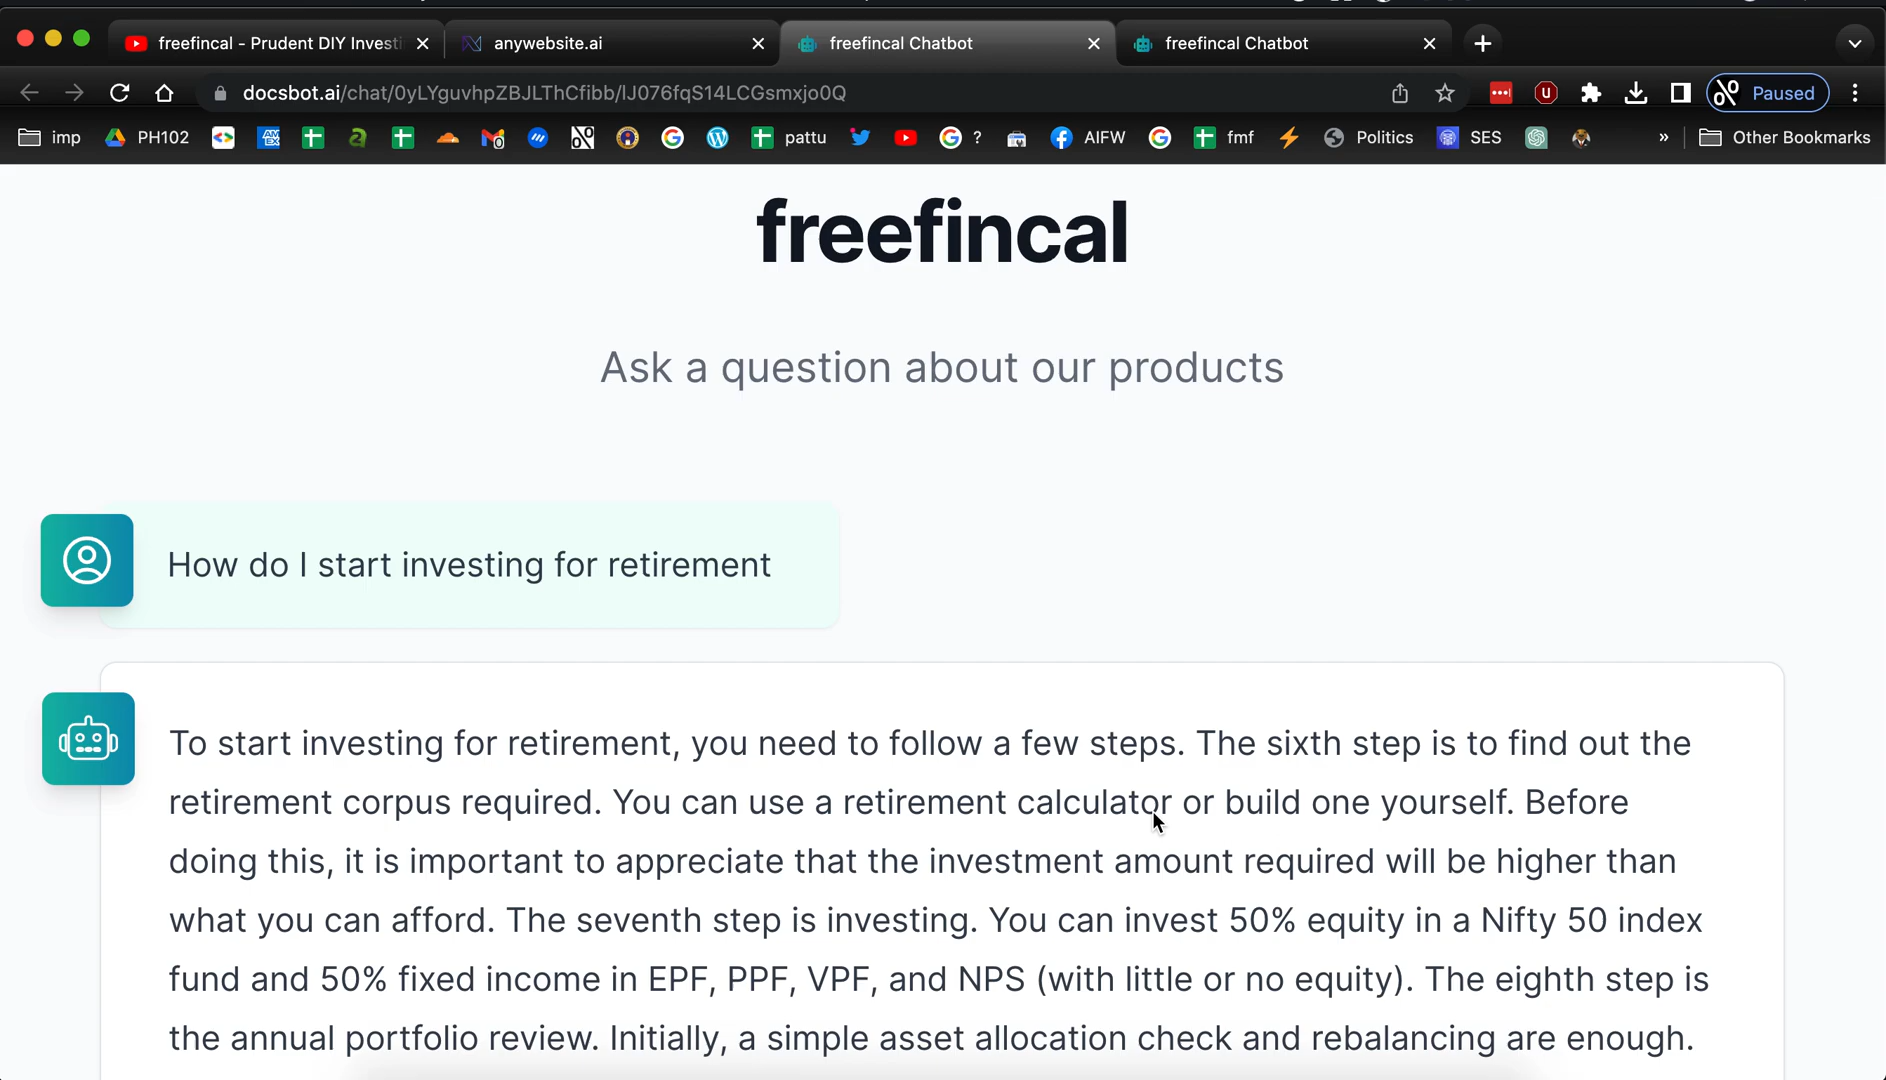 freefincal - Prudent DIY Investi
anywebsite.ai
freefincal Chatbot
freefincal Chatbot
docsbot.ai/chat/0yLYguvhpZBJLThCfibb/lJ076fqS14LCGsmxjo0Q
Paused
imp
PH102
pattu
?
AIFW
fmf
Politics
SES
»
Other Bookmarks
freefincal
Ask a question about our products
How do I start investing for retirement
To start investing for retirement, you need to follow a few steps. The sixth step is to find out the
retirement corpus required. You can use a retirement calculator or build one yourself. Before
doing this, it is important to appreciate that the investment amount required will be higher than
what you can afford. The seventh step is investing. You can invest 50% equity in a Nifty 50 index
fund and 50% fixed income in EPF, PPF, VPF, and NPS (with little or no equity). The eighth step is
the annual portfolio review. Initially, a simple asset allocation check and rebalancing are enough.